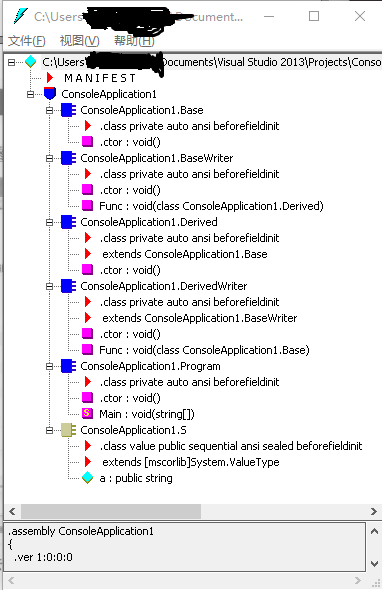 C:\Users\ \Document...
文件(F) 视图(V) 帮助(H)
C:\Users\ Documents\Visual Studio 2013\Projects\Conso
M A N I F E S T
ConsoleApplication1
ConsoleApplication1.Base
.class private auto ansi beforefieldinit
.ctor : void()
ConsoleApplication1.BaseWriter
.class private auto ansi beforefieldinit
.ctor : void()
Func : void(class ConsoleApplication1.Derived)
ConsoleApplication1.Derived
.class private auto ansi beforefieldinit
extends ConsoleApplication1.Base
.ctor : void()
ConsoleApplication1.DerivedWriter
.class private auto ansi beforefieldinit
extends ConsoleApplication1.BaseWriter
.ctor : void()
Func : void(class ConsoleApplication1.Base)
ConsoleApplication1.Program
.class private auto ansi beforefieldinit
.ctor : void()
S Main : void(string[])
ConsoleApplication1.S
.class value public sequential ansi sealed beforefieldinit
extends [mscorlib]System.ValueType
a : public string
.assembly ConsoleApplication1
{
.ver 1:0:0:0